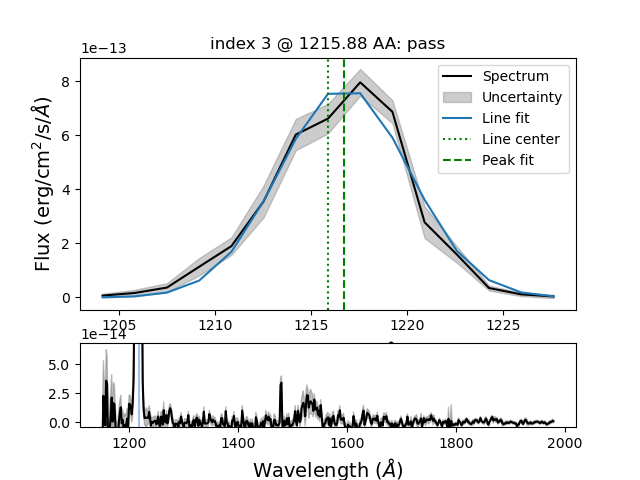 index 3 @ 1215.88 AA: pass
1e−13
8
6
4
2
0
Flux (erg/cm²/s/Å)
Spectrum
Uncertainty
Line fit
Line center
Peak fit
1205 1210 1215 1220 1225
1e−14
5.0
2.5
0.0
1200 1400 1600 1800 2000
Wavelength (Å)